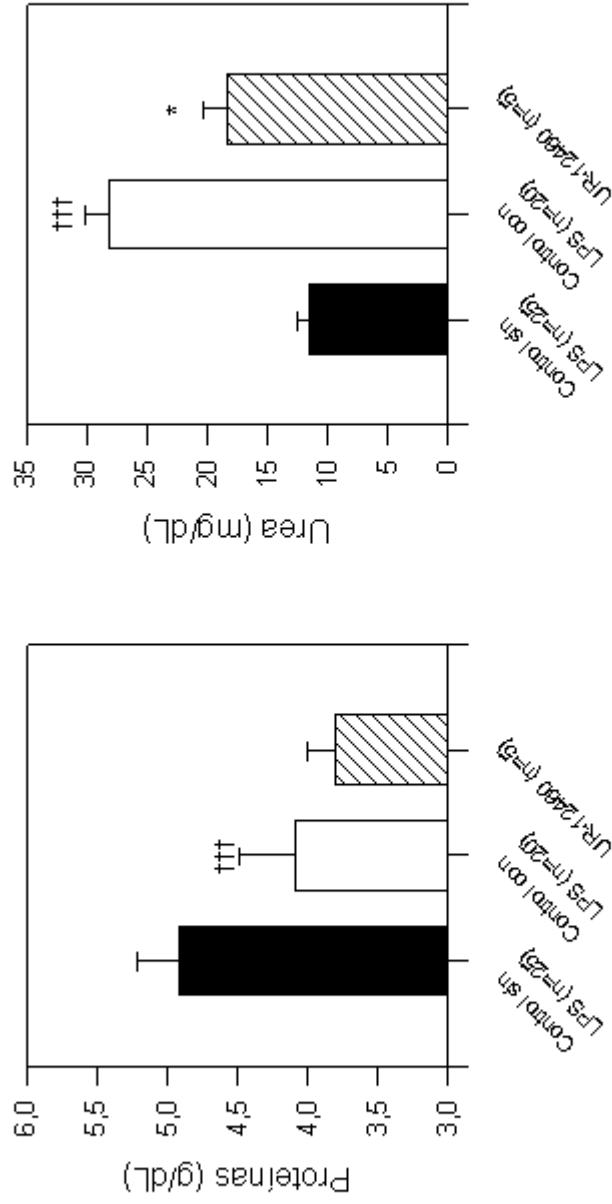 Proteínas (g/dL)
6,0
5,5
5,0
4,5
4,0
3,5
3,0
†††
Control sin
LPS (n=25)
Control con
LPS (n=20)
UR-12460 (n=5)
Urea (mg/dL)
35
30
25
20
15
10
5
0
†††
*
Control sin
LPS (n=25)
Control con
LPS (n=20)
UR-12460 (n=5)